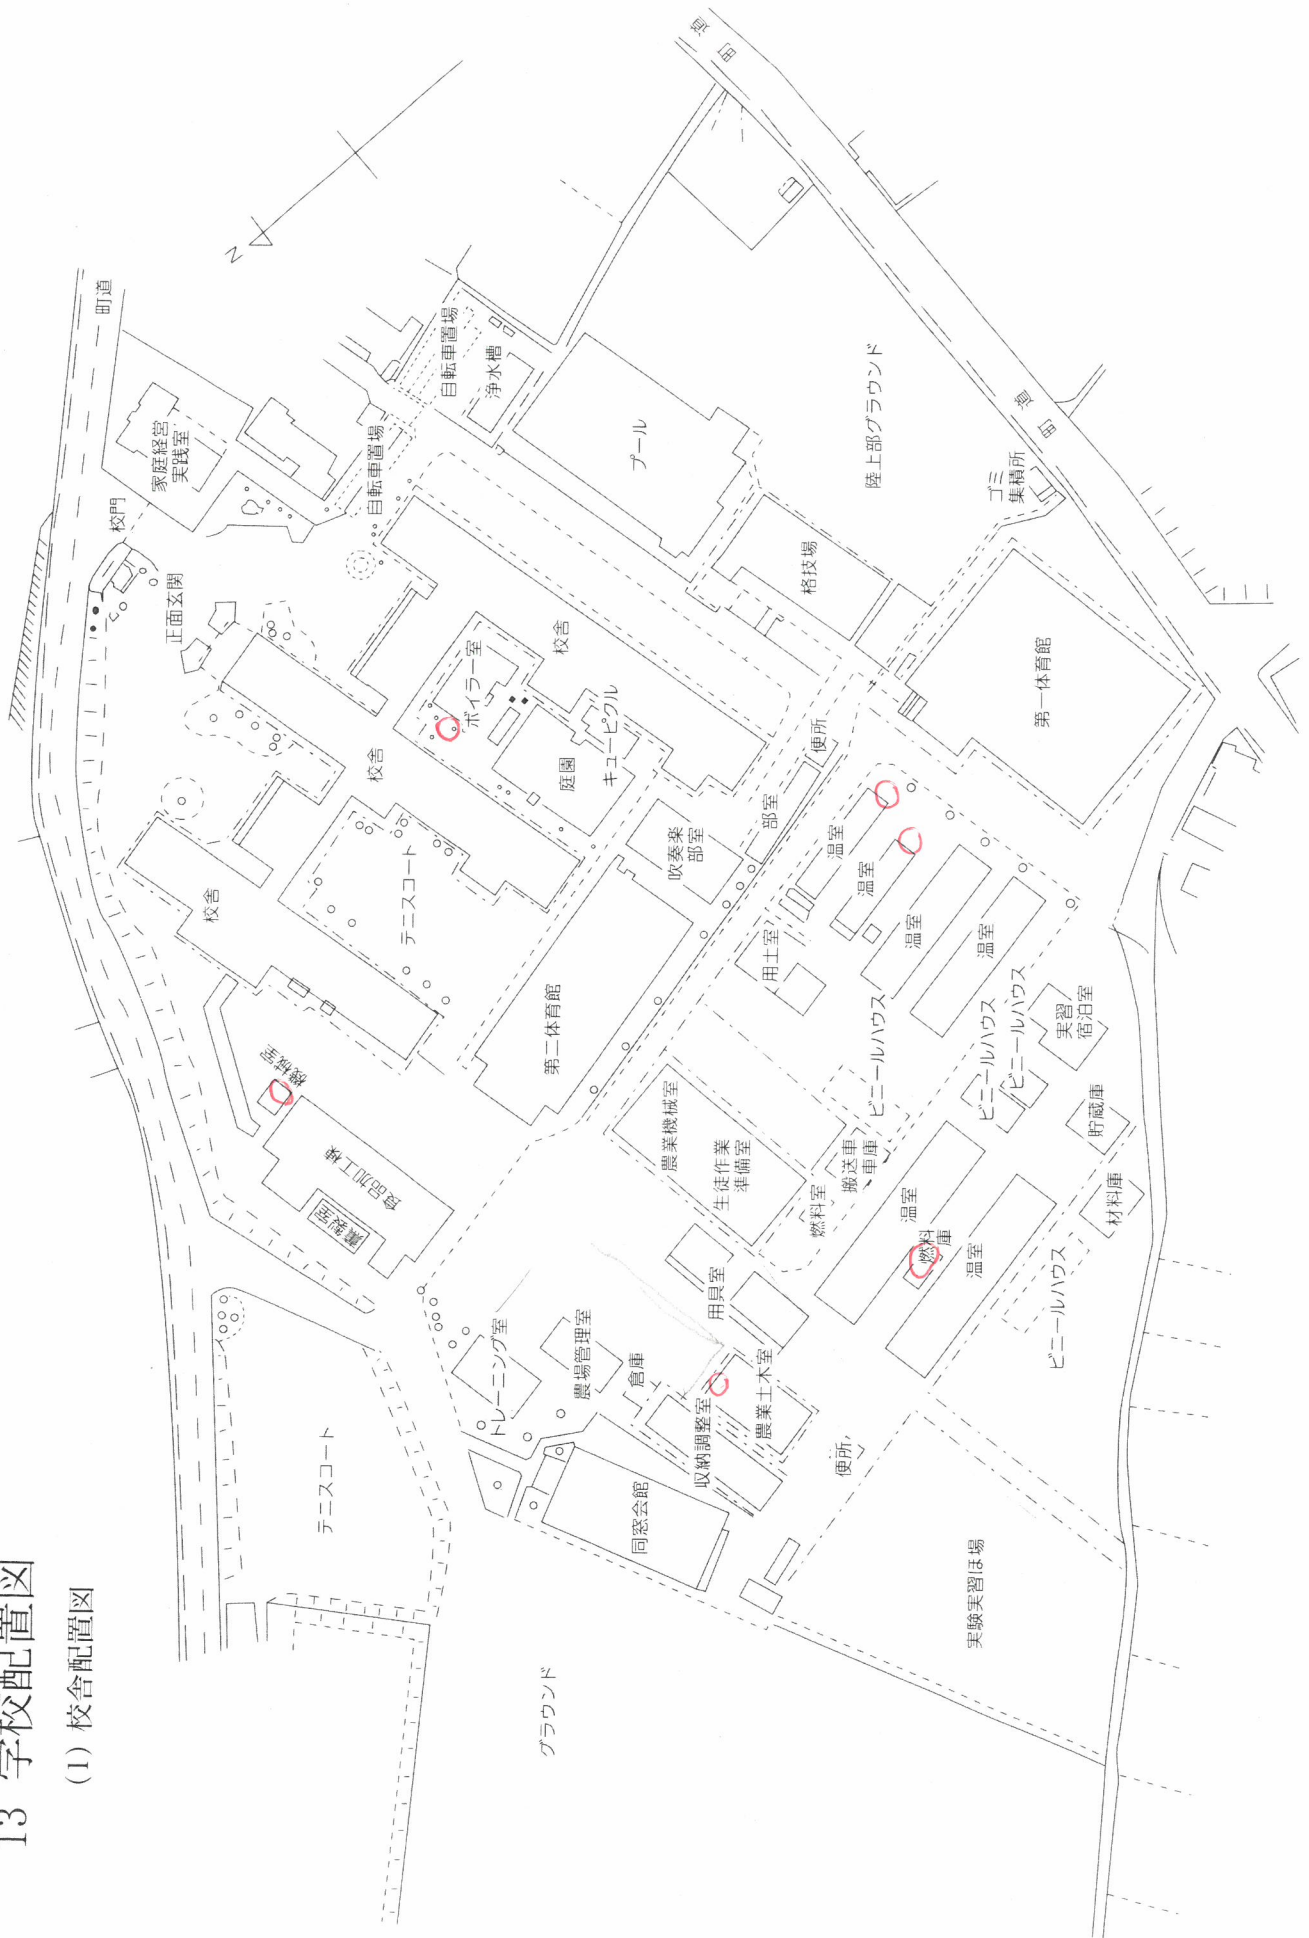 13 学校配置図
(1) 校舎配置図
町道
町道
町道
家庭経営
実践室
校門
正面玄関
自転車置場
自転車置場
浄水槽
プール
陸上部グラウンド
ゴミ
集積所
格技場
第一体育館
校舎
ボイラー室
庭園
キュービクル
校舎
校舎
テニスコート
吹奏楽
部室
部室
便所
温室
温室
温室
温室
用土室
第二体育館
機械室
食品加工棟
燻製室
農業機械室
生徒作業
準備室
燃料室
搬送車
車庫
ビニールハウス
ビニールハウス
ビニールハウス
実習
宿泊室
貯蔵庫
材料庫
温室
燃料
庫
温室
ビニールハウス
用具室
農業土木室
収納調整室
倉庫
農場管理室
トレーニング室
同窓会館
便所
テニスコート
グラウンド
実験実習ほ場
N